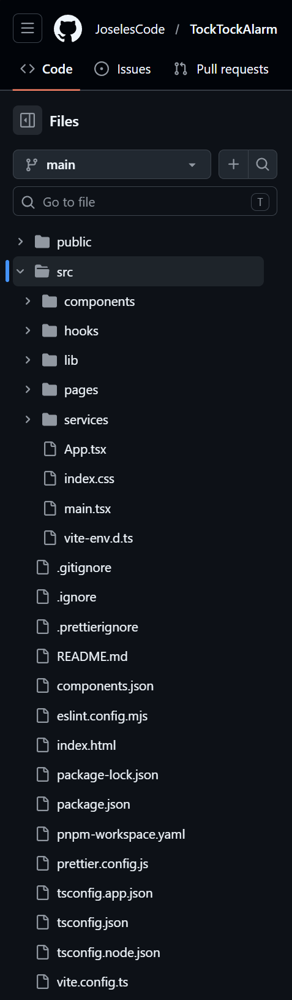 JoselesCode / TockTockAlarm
Code Issues Pull requests
Files
main
Go to file T
public
src
components
hooks
lib
pages
services
App.tsx
index.css
main.tsx
vite-env.d.ts
.gitignore
.ignore
.prettierignore
README.md
components.json
eslint.config.mjs
index.html
package-lock.json
package.json
pnpm-workspace.yaml
prettier.config.js
tsconfig.app.json
tsconfig.json
tsconfig.node.json
vite.config.ts